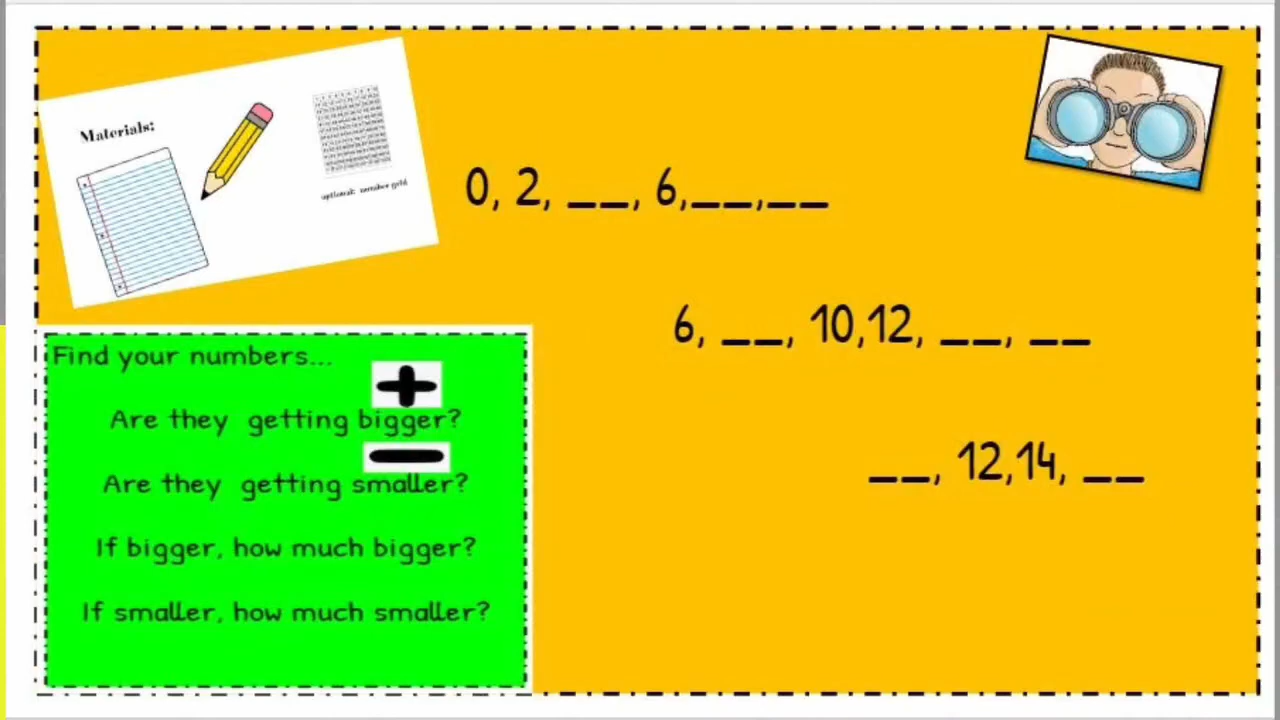 Materials:
optional: number grid
0, 2, __, 6,__,__
6, __, 10,12, __, __
__, 12,14, __
Find your numbers...
Are they getting bigger?
Are they getting smaller?
If bigger, how much bigger?
If smaller, how much smaller?